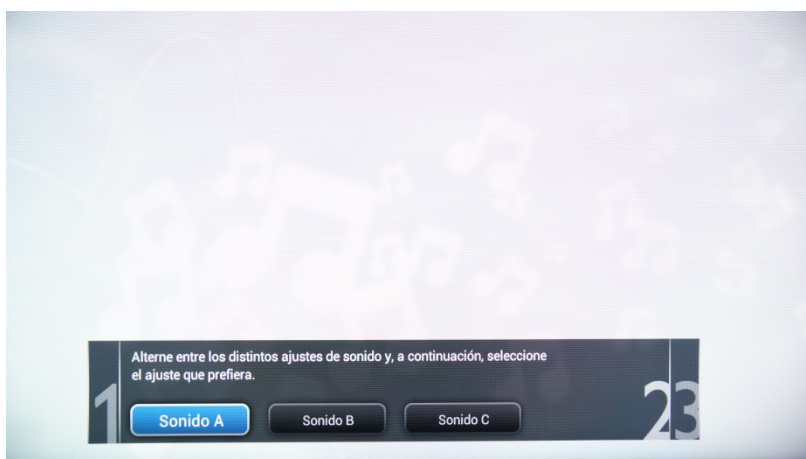 Alterne entre los distintos ajustes de sonido y, a continuación, seleccione
el ajuste que prefiera.
1
Sonido A
Sonido B
Sonido C
2
3